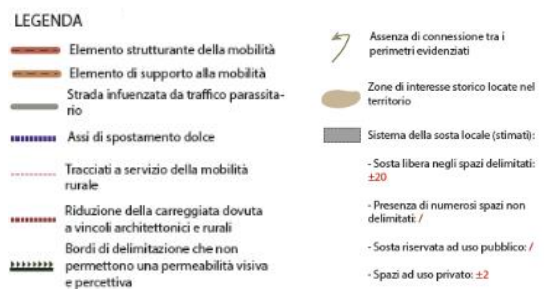 LEGENDA
Elemento strutturante della mobilità
Elemento di supporto alla mobilità
Strada infuenzata da traffico parassita-
rio
Assi di spostamento dolce
Tracciati a servizio della mobilità
rurale
Riduzione della carreggiata dovuta
a vincoli architettonici e rurali
Bordi di delimitazione che non
permettono una permeabilità visiva
e percettiva
Assenza di connessione tra i
perimetri evidenziati
Zone di interesse storico locate nel
territorio
Sistema della sosta locale (stimati):
- Sosta libera negli spazi delimitati:
±20
- Presenza di numerosi spazi non
delimitati: /
- Sosta riservata ad uso pubblico: /
- Spazi ad uso privato: ±2